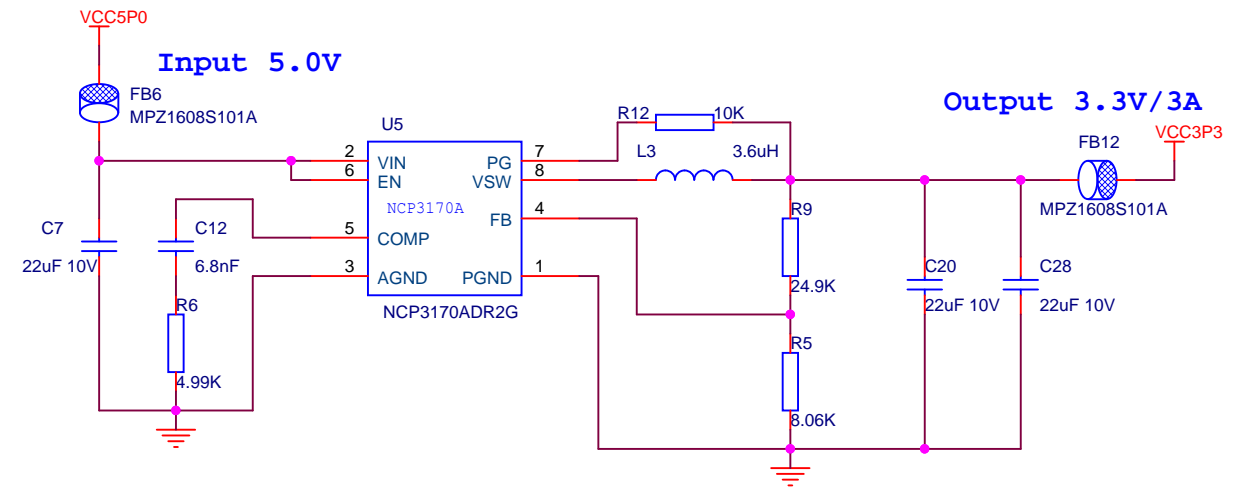 VCC5P0
Input 5.0V
FB6
MPZ1608S101A
Output 3.3V/3A
VCC3P3
FB12
MPZ1608S101A
R12 10K
L3 3.6uH
U5
2 VIN PG 7
6 EN VSW 8
NCP3170A
FB 4
5 COMP
3 AGND PGND 1
NCP3170ADR2G
C7
22uF 10V
C12
6.8nF
R6
4.99K
R9
24.9K
R5
8.06K
C20
22uF 10V
C28
22uF 10V